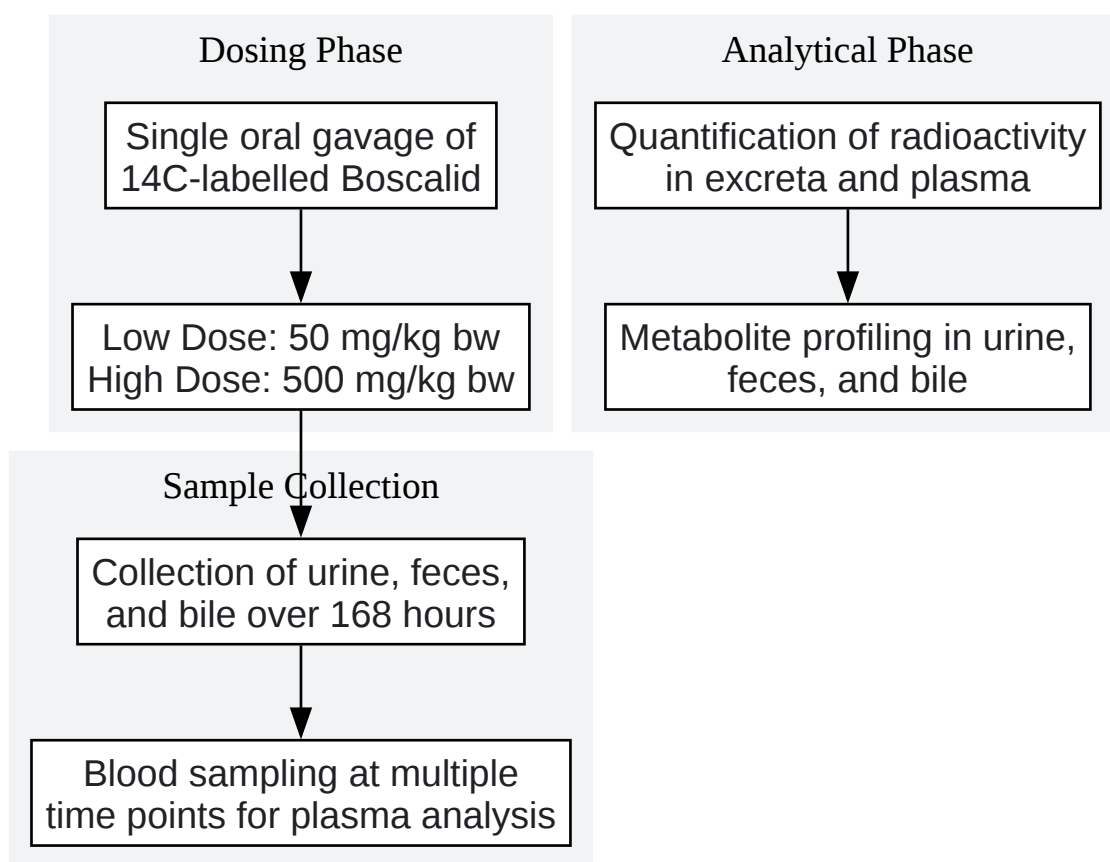 Dosing Phase
Single oral gavage of
14C-labelled Boscalid
Low Dose: 50 mg/kg bw
High Dose: 500 mg/kg bw
Sample Collection
Collection of urine, feces,
and bile over 168 hours
Blood sampling at multiple
time points for plasma analysis
Analytical Phase
Quantification of radioactivity
in excreta and plasma
Metabolite profiling in urine,
feces, and bile